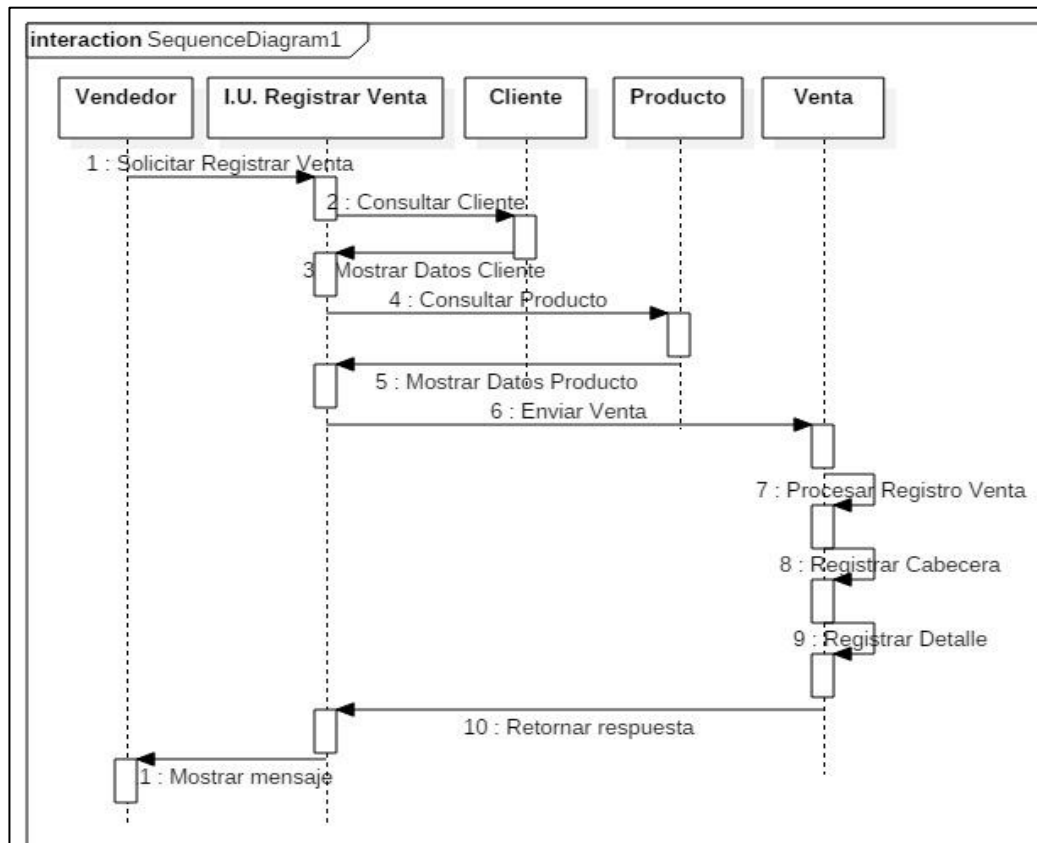 interaction SequenceDiagram1
Vendedor
I.U. Registrar Venta
Cliente
Producto
Venta
1 : Solicitar Registrar Venta
2 : Consultar Cliente
3 : Mostrar Datos Cliente
4 : Consultar Producto
5 : Mostrar Datos Producto
6 : Enviar Venta
7 : Procesar Registro Venta
8 : Registrar Cabecera
9 : Registrar Detalle
10 : Retornar respuesta
1 : Mostrar mensaje